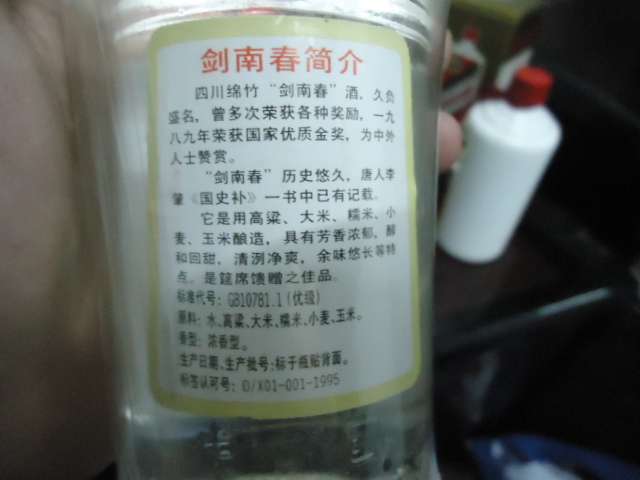 剑南春简介
四川绵竹“剑南春”酒，久负
盛名，曾多次荣获各种奖励，一九
八九年荣获国家优质金奖，为中外
人士赞赏。
“剑南春”历史悠久，唐人李
肇《国史补》一书中已有记载。
它是用高粱、大米、糯米、小
麦、玉米酿造，具有芳香浓郁，醇
和回甜，清冽净爽，余味悠长等特
点。是筵席馈赠之佳品。
标准代号：GB10781.1(优级)
原料：水、高粱、大米、糯米、小麦、玉米。
香型：浓香型。
生产日期、生产批号：标于瓶贴背面。
标签认可号：D/X01-001-1995